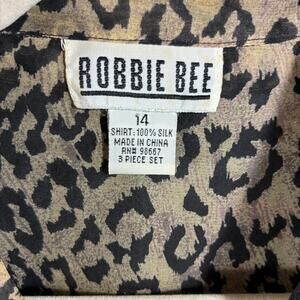 ROBBIE BEE
14
SHIRT: 100% SILK
MADE IN CHINA
RN# 98667
3 PIECE SET